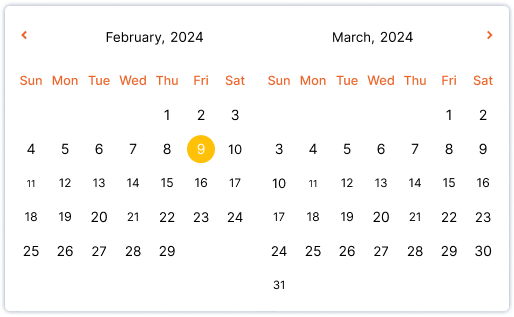 February, 2024
Sun Mon Tue Wed Thu Fri Sat
1 2 3
4 5 6 7 8 9 10
11 12 13 14 15 16 17
18 19 20 21 22 23 24
25 26 27 28 29
March, 2024
Sun Mon Tue Wed Thu Fri Sat
1 2
3 4 5 6 7 8 9
10 11 12 13 14 15 16
17 18 19 20 21 22 23
24 25 26 27 28 29 30
31